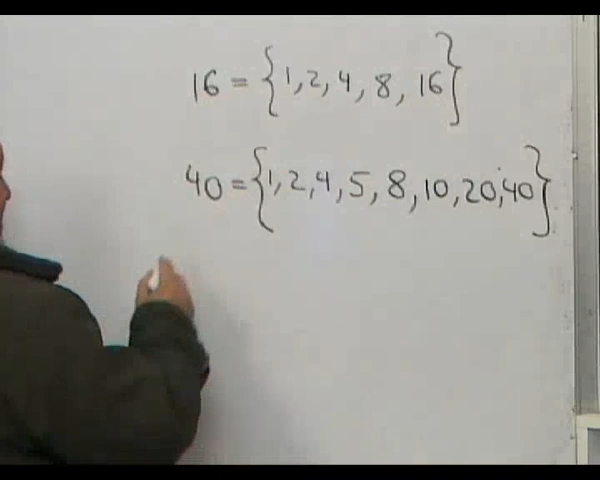 16 = {1, 2, 4, 8, 16}
40 = {1, 2, 4, 5, 8, 10, 20, 40}